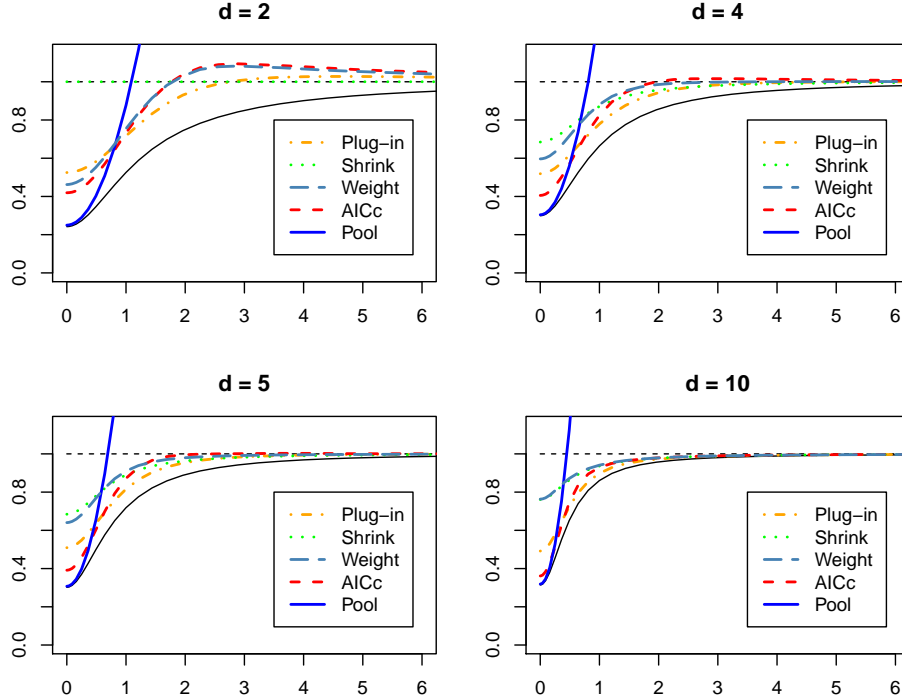 d = 2
0.0 0.4 0.8
Plug−in
Shrink
Weight
AICc
Pool
0 1 2 3 4 5 6
d = 4
0.0 0.4 0.8
Plug−in
Shrink
Weight
AICc
Pool
0 1 2 3 4 5 6
d = 5
0.0 0.4 0.8
Plug−in
Shrink
Weight
AICc
Pool
0 1 2 3 4 5 6
d = 10
0.0 0.4 0.8
Plug−in
Shrink
Weight
AICc
Pool
0 1 2 3 4 5 6